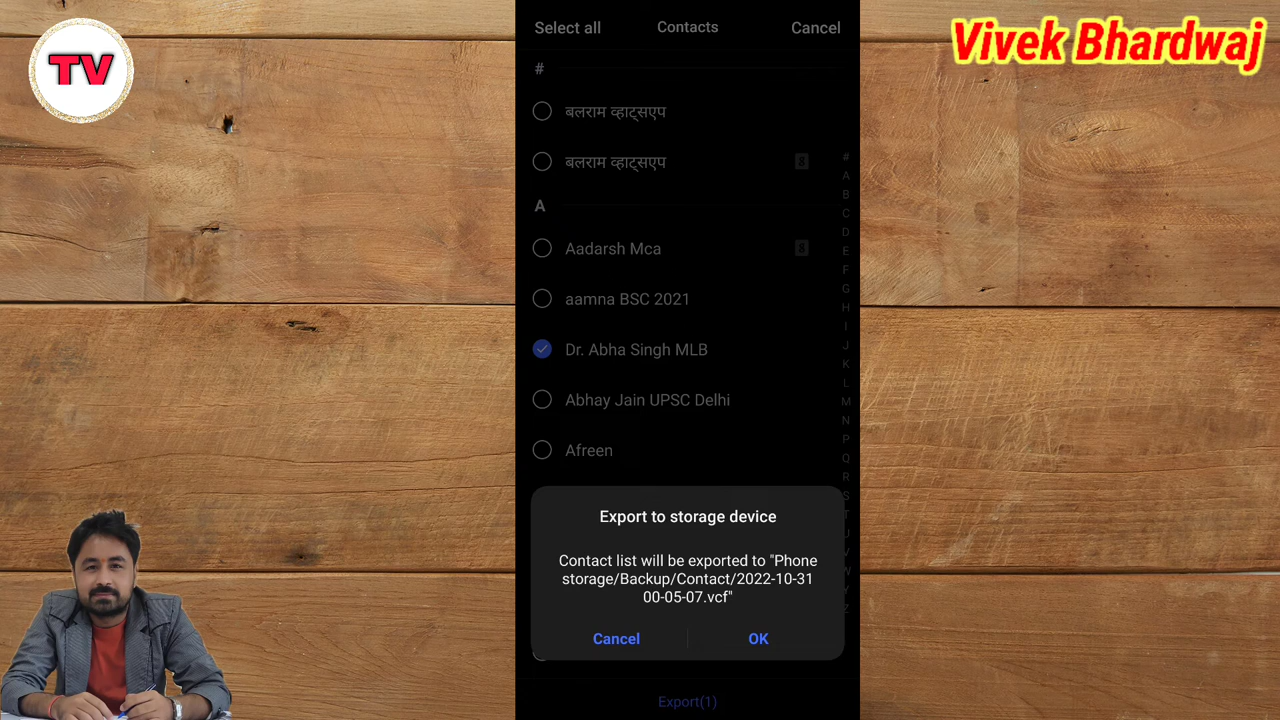 TV
Vivek Bhardwaj
Select all Contacts Cancel
#
बलराम व्हाट्सएप
बलराम व्हाट्सएप
A
Aadarsh Mca
aamna BSC 2021
Dr. Abha Singh MLB
Abhay Jain UPSC Delhi
Afreen
#
A
B
C
D
E
F
G
H
I
J
K
L
M
N
P
Q
R
S
T
U
V
W
Y
Z
Export to storage device
Contact list will be exported to "Phone
storage/Backup/Contact/2022-10-31
00-05-07.vcf"
Cancel OK
Export(1)